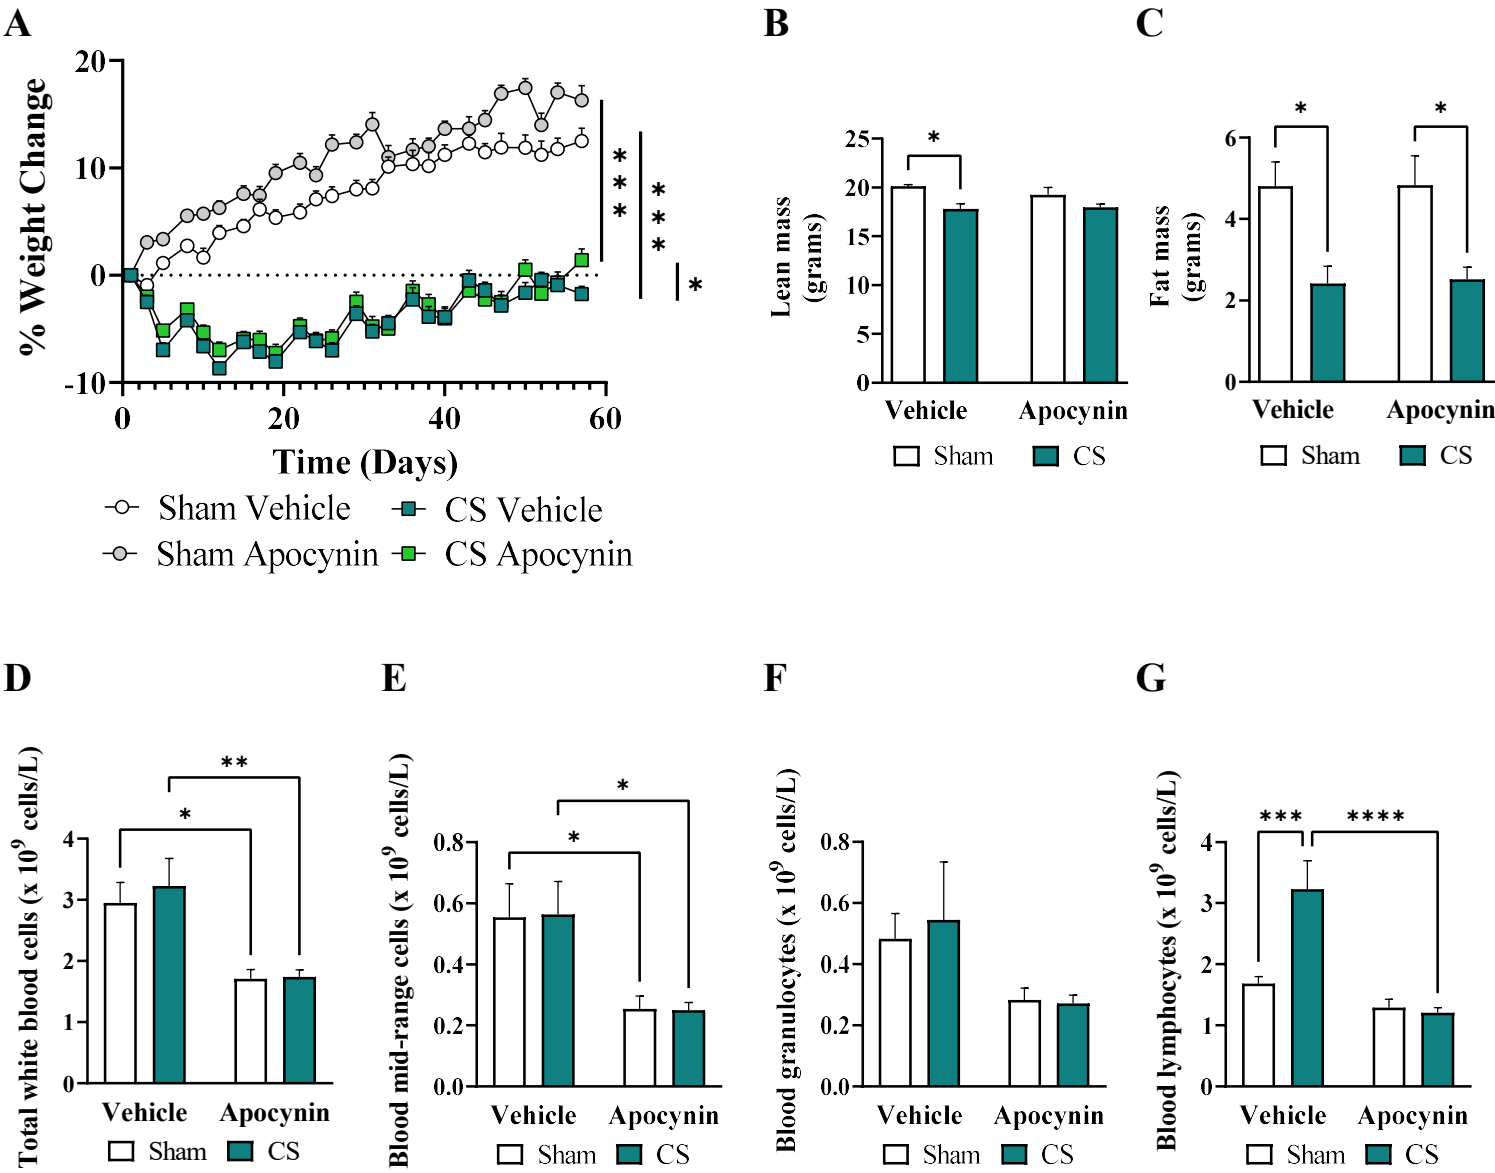 A
% Weight Change
20
10
0
-10
0 20 40 60
Time (Days)
***
***
*
Sham Vehicle
CS Vehicle
Sham Apocynin
CS Apocynin
B
Lean mass
(grams)
25
20
15
10
5
0
*
Vehicle Apocynin
Sham CS
C
Fat mass
(grams)
6
4
2
0
* *
Vehicle Apocynin
Sham CS
D
Total white blood cells (x 10⁹ cells/L)
4
3
2
1
0
**
*
Vehicle Apocynin
Sham CS
E
Blood mid-range cells (x 10⁹ cells/L)
0.8
0.6
0.4
0.2
0.0
*
*
Vehicle Apocynin
Sham CS
F
Blood granulocytes (x 10⁹ cells/L)
0.8
0.6
0.4
0.2
0.0
Vehicle Apocynin
Sham CS
G
Blood lymphocytes (x 10⁹ cells/L)
4
3
2
1
0
*** ****
Vehicle Apocynin
Sham CS